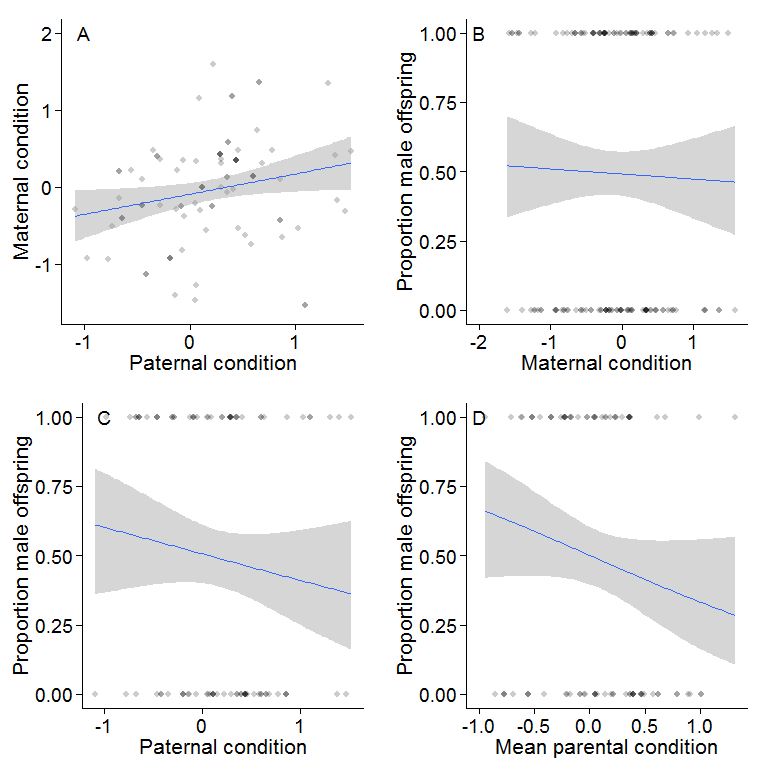 A
2
1
0
-1
Maternal condition
-1
0
1
Paternal condition
B
1.00
0.75
0.50
0.25
0.00
Proportion male offspring
-2
-1
0
1
Maternal condition
C
1.00
0.75
0.50
0.25
0.00
Proportion male offspring
-1
0
1
Paternal condition
D
1.00
0.75
0.50
0.25
0.00
Proportion male offspring
-1.0
-0.5
0.0
0.5
1.0
Mean parental condition